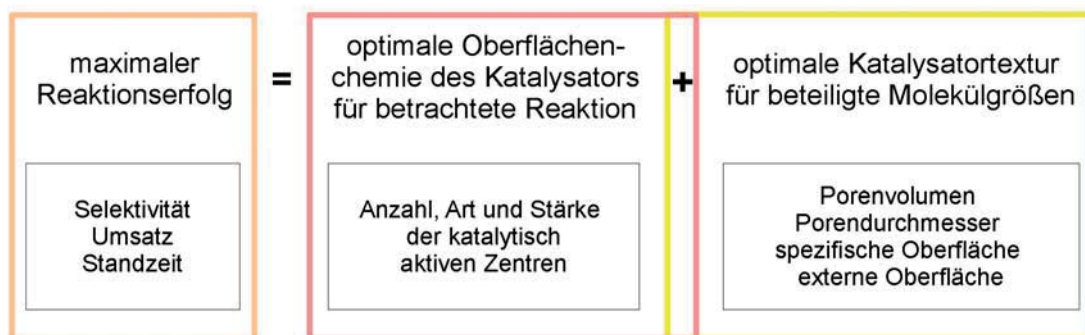 maximaler
Reaktionserfolg
=
optimale Oberflächen-
chemie des Katalysators
für betrachtete Reaktion
+
optimale Katalysatortextur
für beteiligte Molekülgrößen
Selektivität
Umsatz
Standzeit
Anzahl, Art und Stärke
der katalytisch
aktiven Zentren
Porenvolumen
Porendurchmesser
spezifische Oberfläche
externe Oberfläche